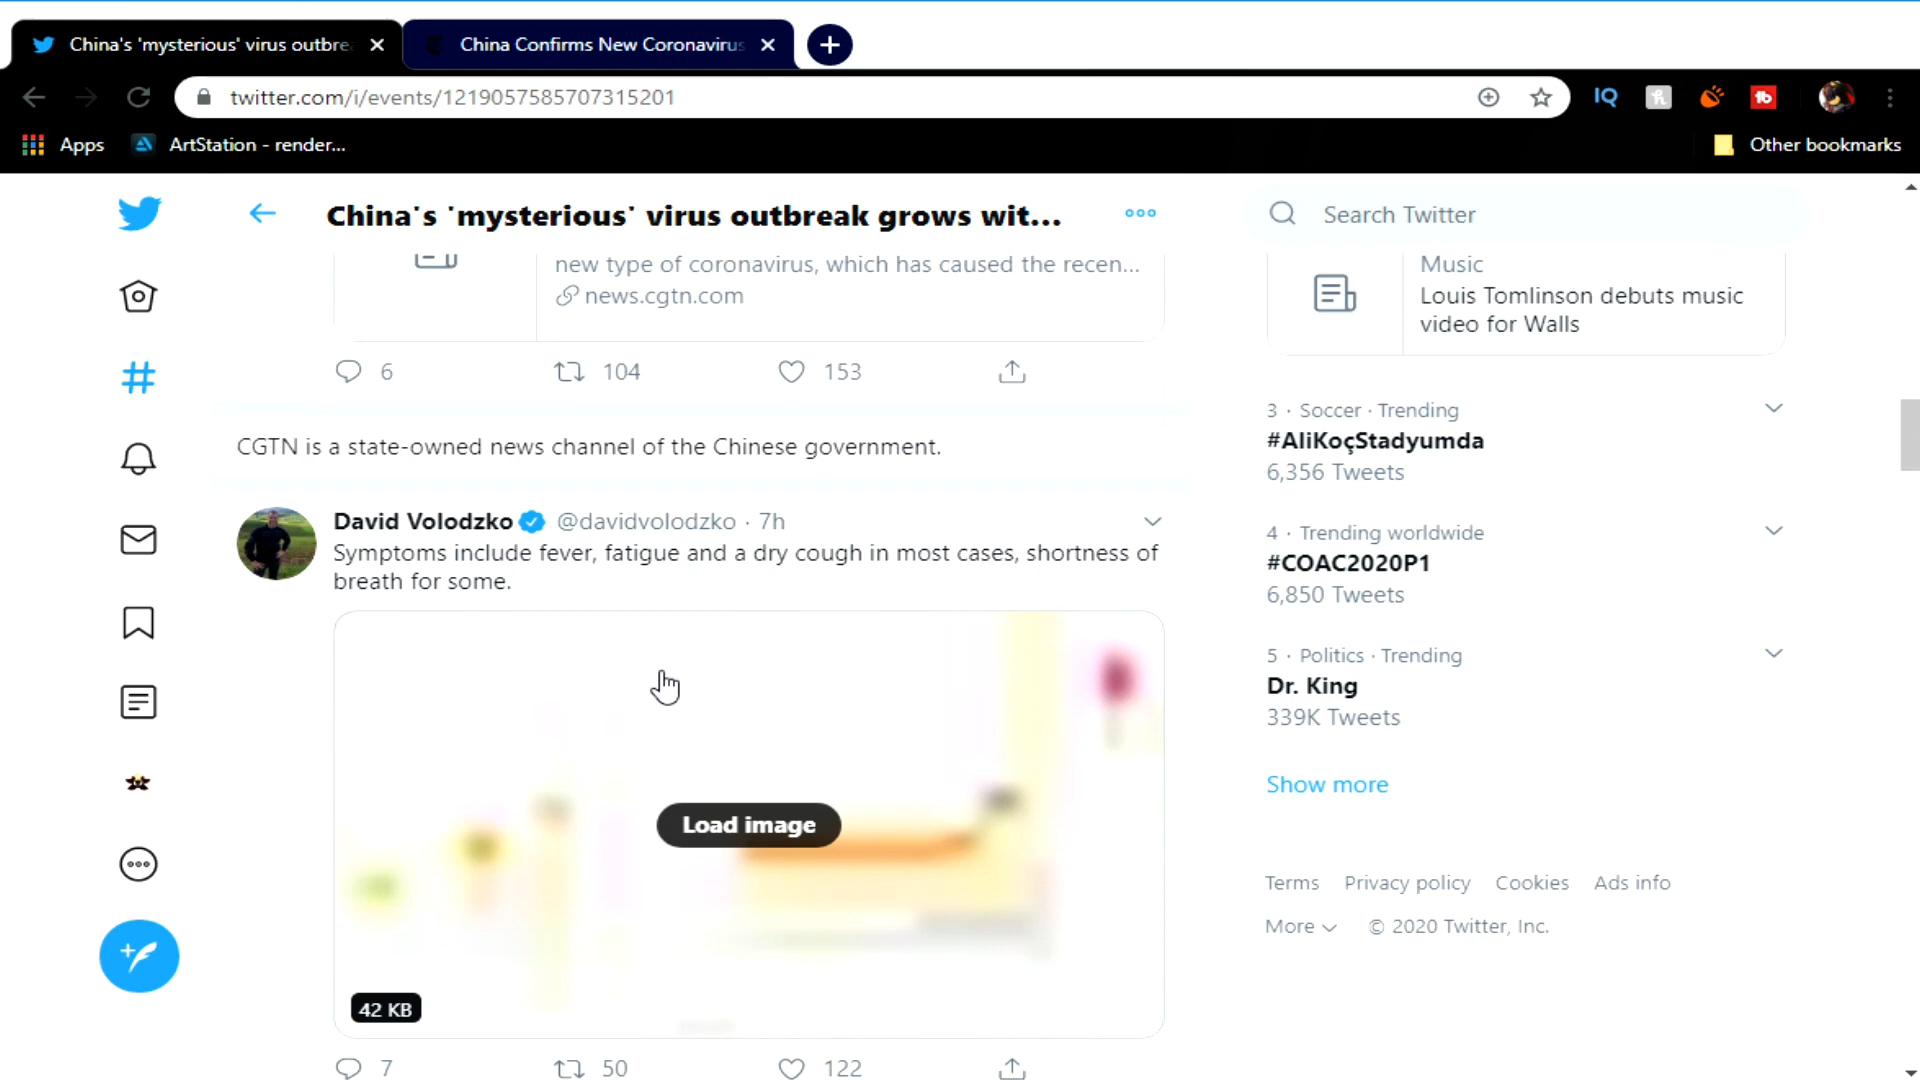 China's 'mysterious' virus outbre
China Confirms New Coronavirus
twitter.com/i/events/1219057585707315201
IQ
Apps
ArtStation - render...
Other bookmarks
China's 'mysterious' virus outbreak grows wit...
Search Twitter
new type of coronavirus, which has caused the recen...
news.cgtn.com
6
104
153
CGTN is a state-owned news channel of the Chinese government.
David Volodzko @davidvolodzko · 7h
Symptoms include fever, fatigue and a dry cough in most cases, shortness of
breath for some.
Load image
42 KB
7
50
122
Music
Louis Tomlinson debuts music
video for Walls
3 · Soccer · Trending
#AliKoçStadyumda
6,356 Tweets
4 · Trending worldwide
#COAC2020P1
6,850 Tweets
5 · Politics · Trending
Dr. King
339K Tweets
Show more
Terms Privacy policy Cookies Ads info
More © 2020 Twitter, Inc.